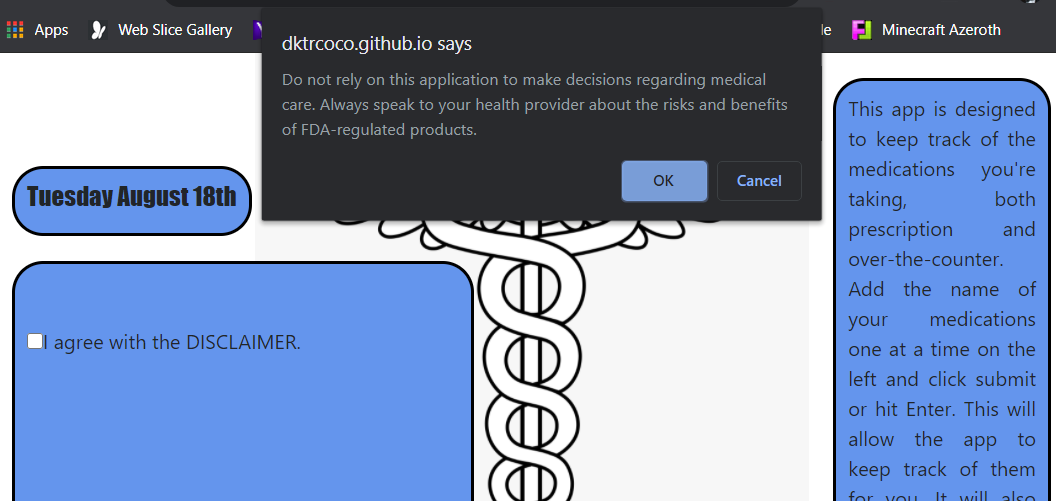 Apps Web Slice Gallery Minecraft Azeroth
dktrcoco.github.io says
Do not rely on this application to make decisions regarding medical
care. Always speak to your health provider about the risks and benefits
of FDA-regulated products.
OK Cancel
Tuesday August 18th
I agree with the DISCLAIMER.
This app is designed
to keep track of the
medications you're
taking, both
prescription and
over-the-counter.
Add the name of
your medications
one at a time on the
left and click submit
or hit Enter. This will
allow the app to
keep track of them
for you. It will also